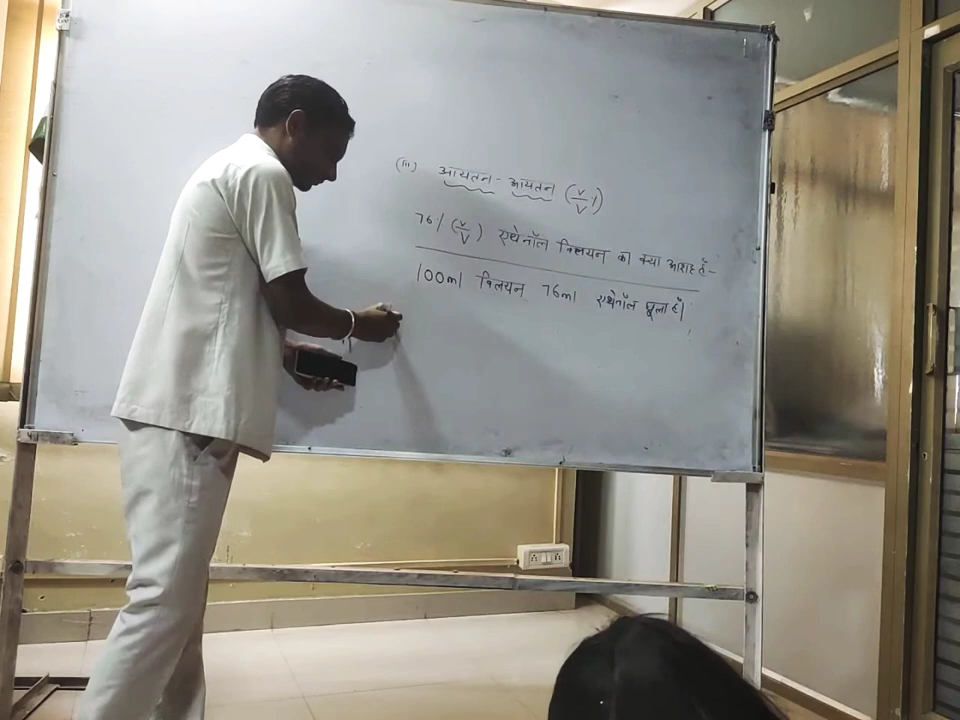 (iii) आयतन - आयतन (v/v)
76% (v/v) एथेनॉल विलयन का क्या आशय हैं-
100ml विलयन 76ml एथेनॉल घूला हैं।